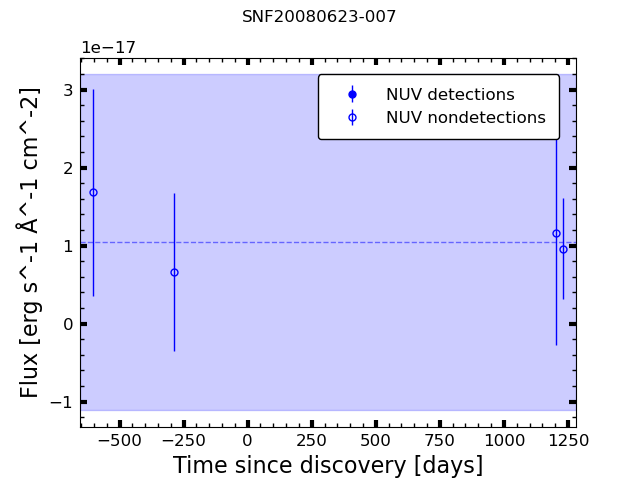 SNF20080623-007
1e−17
3
2
1
0
−1
Flux [erg s^-1 Å^-1 cm^-2]
NUV detections
NUV nondetections
−500
−250
0
250
500
750
1000
1250
Time since discovery [days]